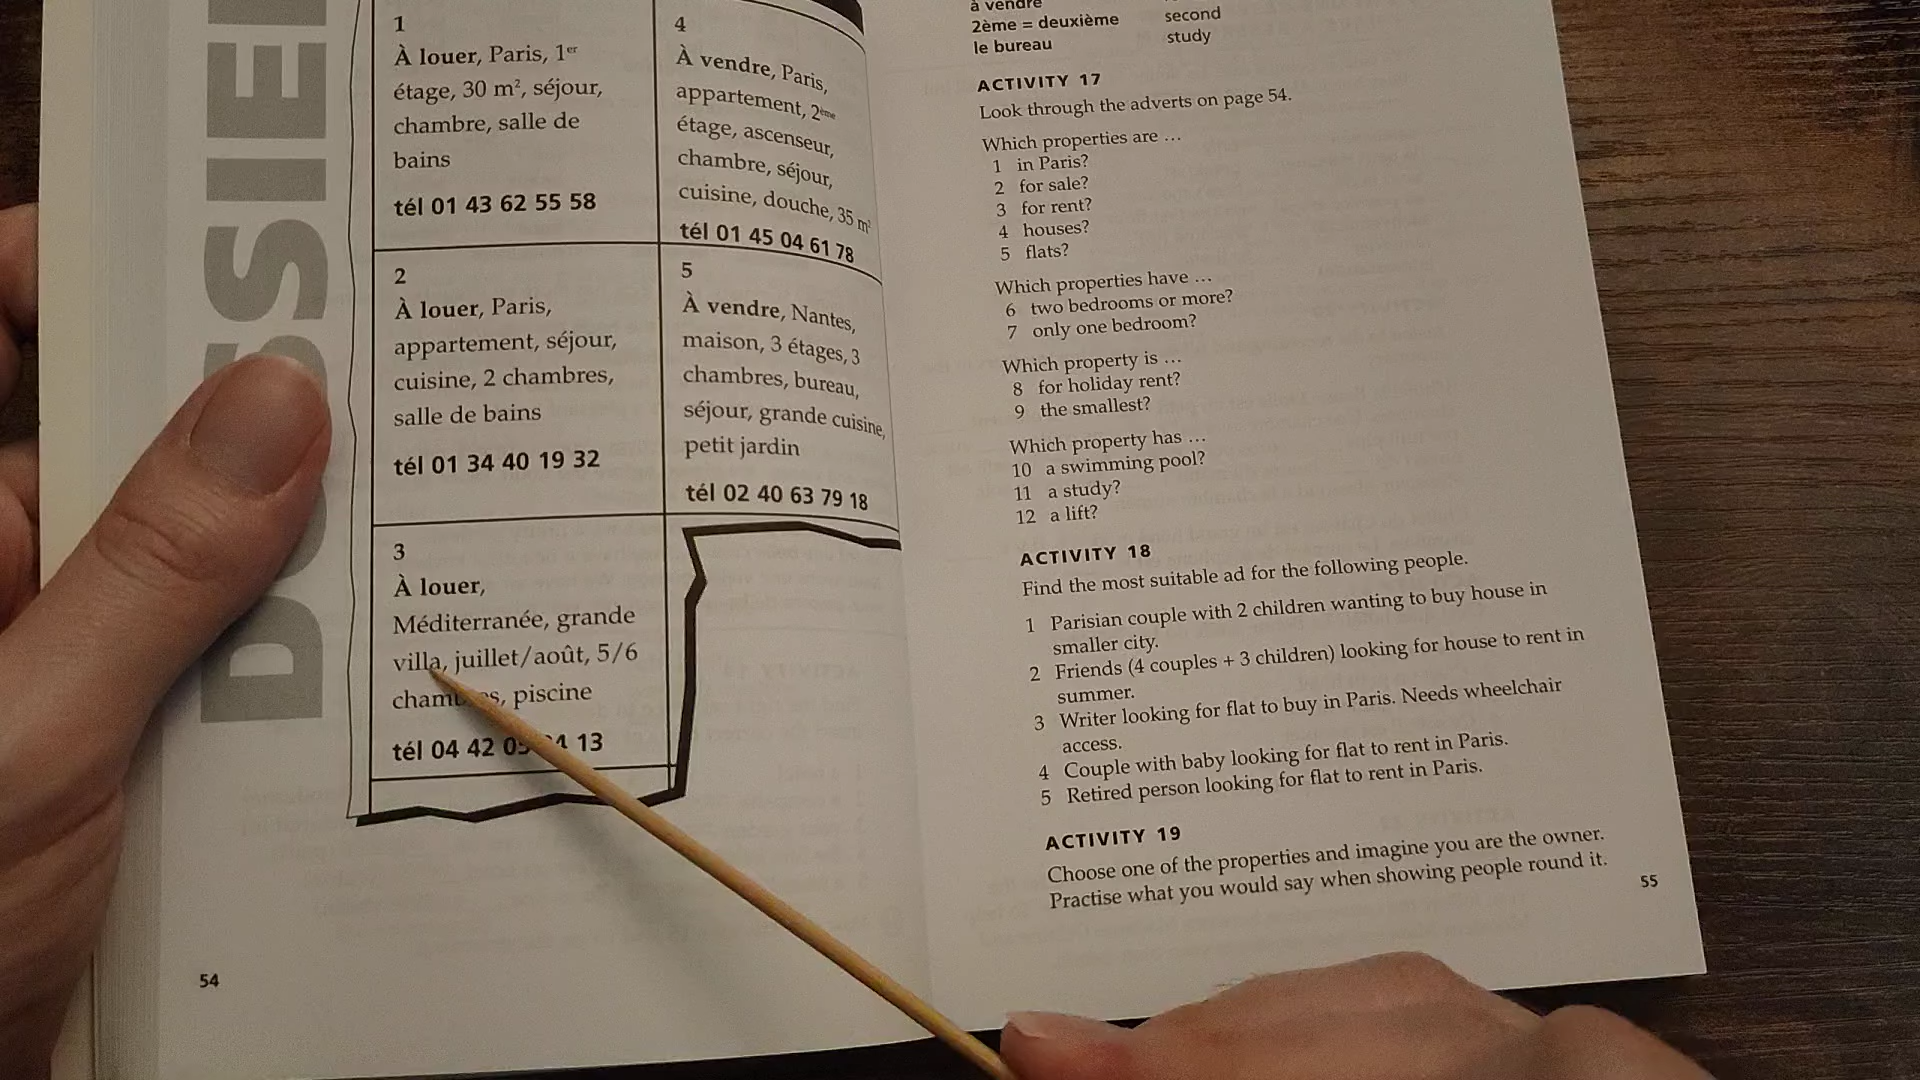 DOSSIER
1
À louer, Paris, 1er
étage, 30 m², séjour,
chambre, salle de
bains
tél 01 43 62 55 58
2
À louer, Paris,
appartement, séjour,
cuisine, 2 chambres,
salle de bains
tél 01 34 40 19 32
3
À louer,
Méditerranée, grande
villa, juillet/août, 5/6
piscine
tél 04 42 13
4
À vendre, Paris,
appartement, 2ème
étage, ascenseur,
chambre, séjour,
cuisine, douche, 35 m²
tél 01 45 04 61 78
5
À vendre, Nantes,
maison, 3 étages, 3
chambres, bureau,
séjour, grande cuisine,
petit jardin
tél 02 40 63 79 18
54
à vendre
2ème = deuxième second
le bureau study
ACTIVITY 17
Look through the adverts on page 54.
Which properties are ...
1 in Paris?
2 for sale?
3 for rent?
4 houses?
5 flats?
Which properties have ...
6 two bedrooms or more?
7 only one bedroom?
Which property is ...
8 for holiday rent?
9 the smallest?
Which property has ...
10 a swimming pool?
11 a study?
12 a lift?
ACTIVITY 18
Find the most suitable ad for the following people.
1 Parisian couple with 2 children wanting to buy house in
smaller city.
2 Friends (4 couples + 3 children) looking for house to rent in
summer.
3 Writer looking for flat to buy in Paris. Needs wheelchair
access.
4 Couple with baby looking for flat to rent in Paris.
5 Retired person looking for flat to rent in Paris.
ACTIVITY 19
Choose one of the properties and imagine you are the owner.
Practise what you would say when showing people round it.
55